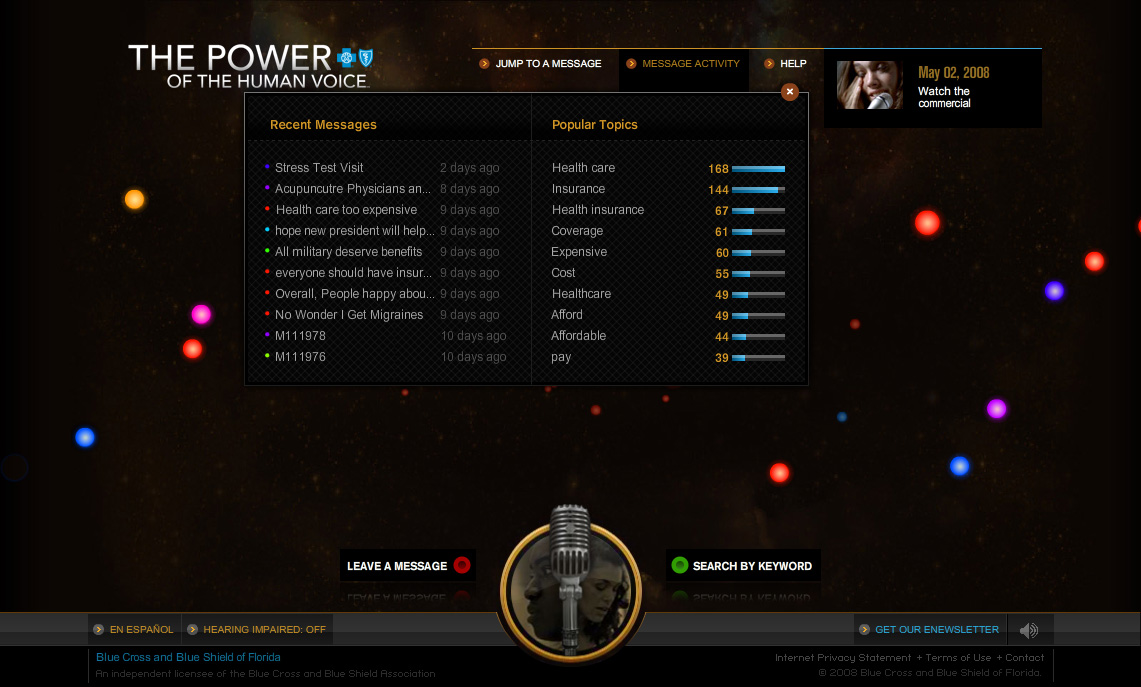 THE POWER
OF THE HUMAN VOICE
JUMP TO A MESSAGE
MESSAGE ACTIVITY
HELP
May 02, 2008
Watch the
commercial
Recent Messages
Stress Test Visit 2 days ago
Acupuncutre Physicians an... 8 days ago
Health care too expensive 9 days ago
hope new president will help... 9 days ago
All military deserve benefits 9 days ago
everyone should have insur... 9 days ago
Overall, People happy abou... 9 days ago
No Wonder I Get Migraines 9 days ago
M111978 10 days ago
M111976 10 days ago
Popular Topics
Health care 168
Insurance 144
Health insurance 67
Coverage 61
Expensive 60
Cost 55
Healthcare 49
Afford 49
Affordable 44
pay 39
LEAVE A MESSAGE
SEARCH BY KEYWORD
EN ESPAÑOL
HEARING IMPAIRED: OFF
GET OUR ENEWSLETTER
Blue Cross and Blue Shield of Florida
An independent licensee of the Blue Cross and Blue Shield Association
Internet Privacy Statement + Terms of Use + Contact
© 2008 Blue Cross and Blue Shield of Florida.